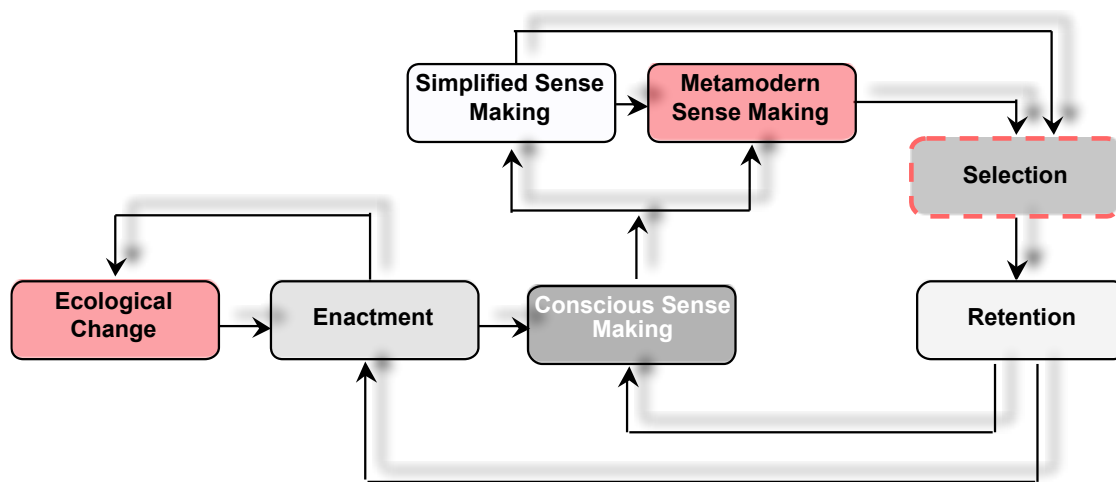 Simplified Sense
Making
Metamodern
Sense Making
Selection
Ecological
Change
Enactment
Conscious Sense
Making
Retention